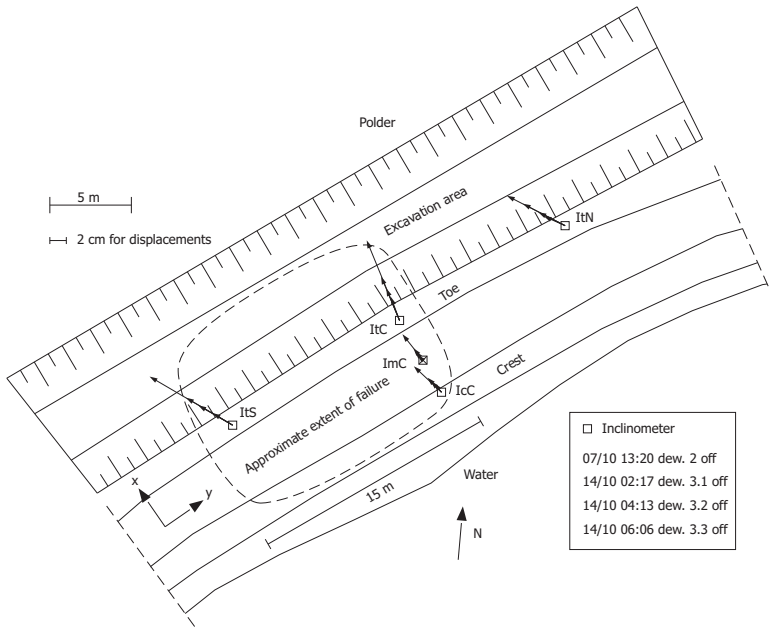 Polder
5 m
2 cm for displacements
Excavation area
ItN
Toe
ItC
ImC
Crest
IcC
ItS
Approximate extent of failure
x
y
15 m
Water
N
Inclinometer
07/10 13:20 dew. 2 off
14/10 02:17 dew. 3.1 off
14/10 04:13 dew. 3.2 off
14/10 06:06 dew. 3.3 off